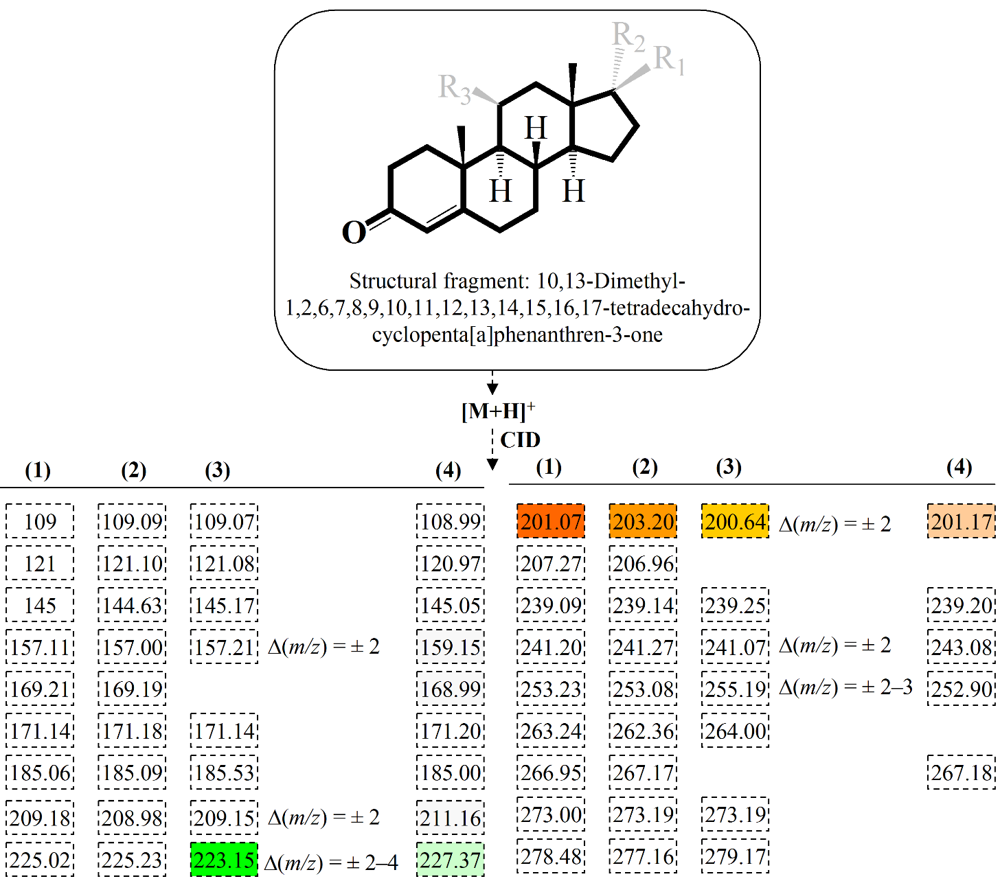 R2
R1
R3
H
H
H
O
Structural fragment: 10,13-Dimethyl-
1,2,6,7,8,9,10,11,12,13,14,15,16,17-tetradecahydro-
cyclopenta[a]phenanthren-3-one
[M+H]+
CID
(1) (2) (3) (4)
109 109.09 109.07 108.99
121 121.10 121.08 120.97
145 144.63 145.17 145.05
157.11 157.00 157.21 Δ(m/z) = ± 2 159.15
169.21 169.19 168.99
171.14 171.18 171.14 171.20
185.06 185.09 185.53 185.00
209.18 208.98 209.15 Δ(m/z) = ± 2 211.16
225.02 225.23 223.15 Δ(m/z) = ± 2–4 227.37
(1) (2) (3) (4)
201.07 203.20 200.64 Δ(m/z) = ± 2 201.17
207.27 206.96
239.09 239.14 239.25 239.20
241.20 241.27 241.07 Δ(m/z) = ± 2 243.08
253.23 253.08 255.19 Δ(m/z) = ± 2–3 252.90
263.24 262.36 264.00
266.95 267.17 267.18
273.00 273.19 273.19
278.48 277.16 279.17